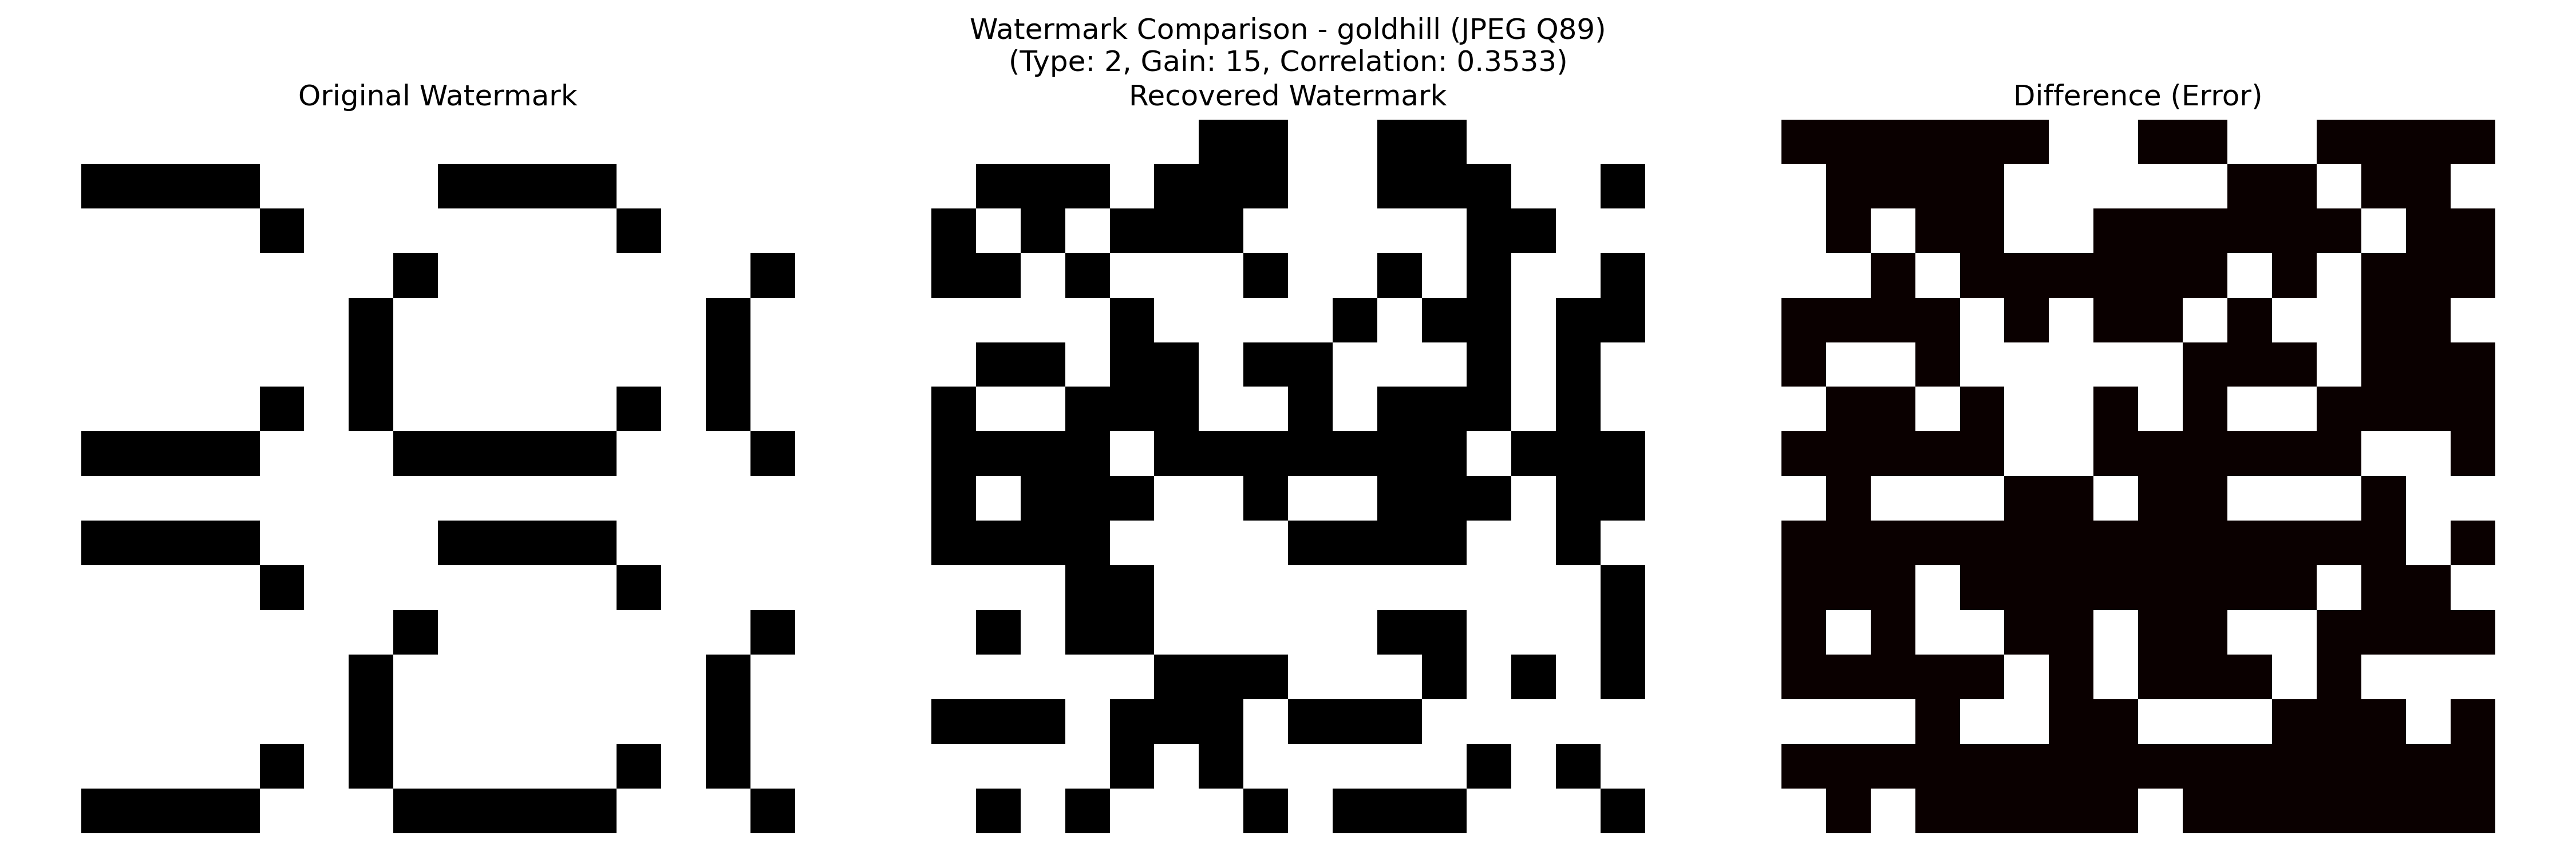 Watermark Comparison - goldhill (JPEG Q89)
(Type: 2, Gain: 15, Correlation: 0.3533)
Original Watermark
Recovered Watermark
Difference (Error)